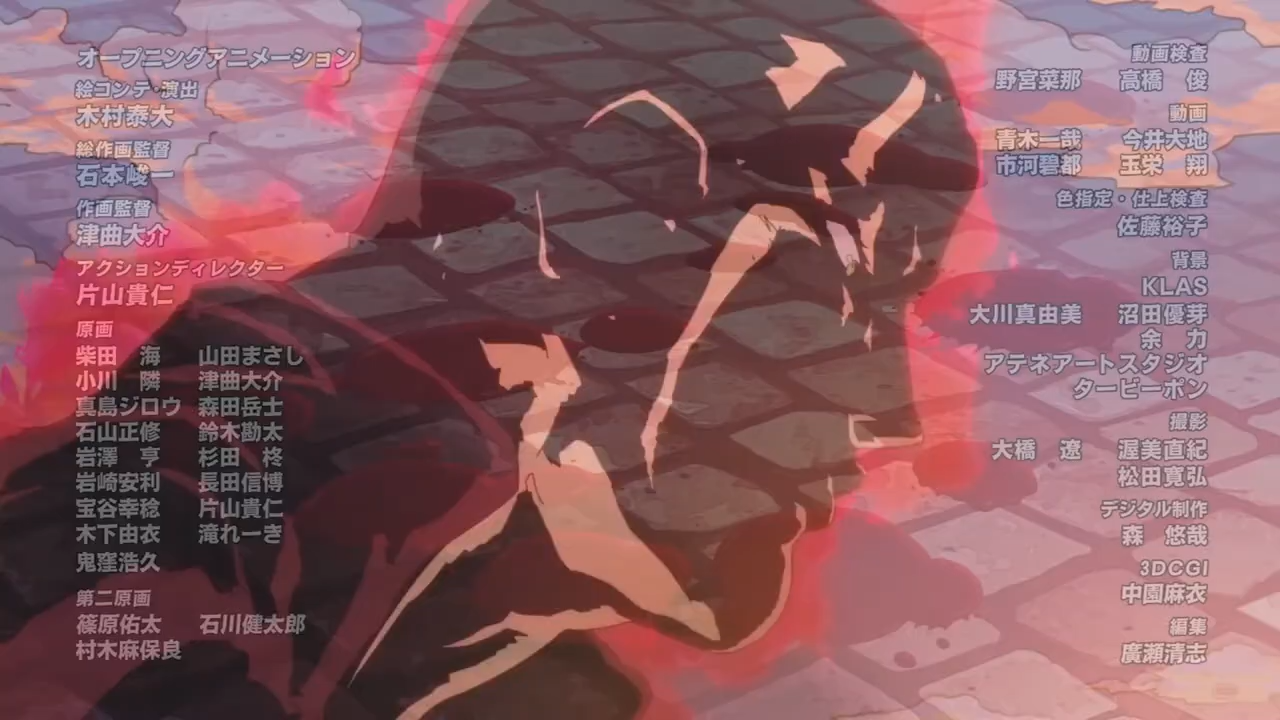 オープニングアニメーション
絵コンテ・演出
木村泰大
総作画監督
石本峻一
作画監督
津曲大介
アクションディレクター
片山貴仁
原画
柴田　海　山田まさし
小川　隣　津曲大介
真島ジロウ　森田岳士
石山正修　鈴木勘太
岩澤　亨　杉田　柊
岩崎安利　長田信博
宝谷幸稔　片山貴仁
木下由衣　滝れーき
鬼窪浩久
第二原画
篠原佑太　石川健太郎
村木麻保良
動画検査
野宮菜那　高橋　俊
動画
青木一哉　今井大地
市河碧都　玉栄　翔
色指定・仕上検査
佐藤裕子
背景
KLAS
大川真由美　沼田優芽
余　力
アテネアートスタジオ
タービーポン
撮影
大橋　遼　渥美直紀
松田寛弘
デジタル制作
森　悠哉
3DCGI
中園麻衣
編集
廣瀬清志